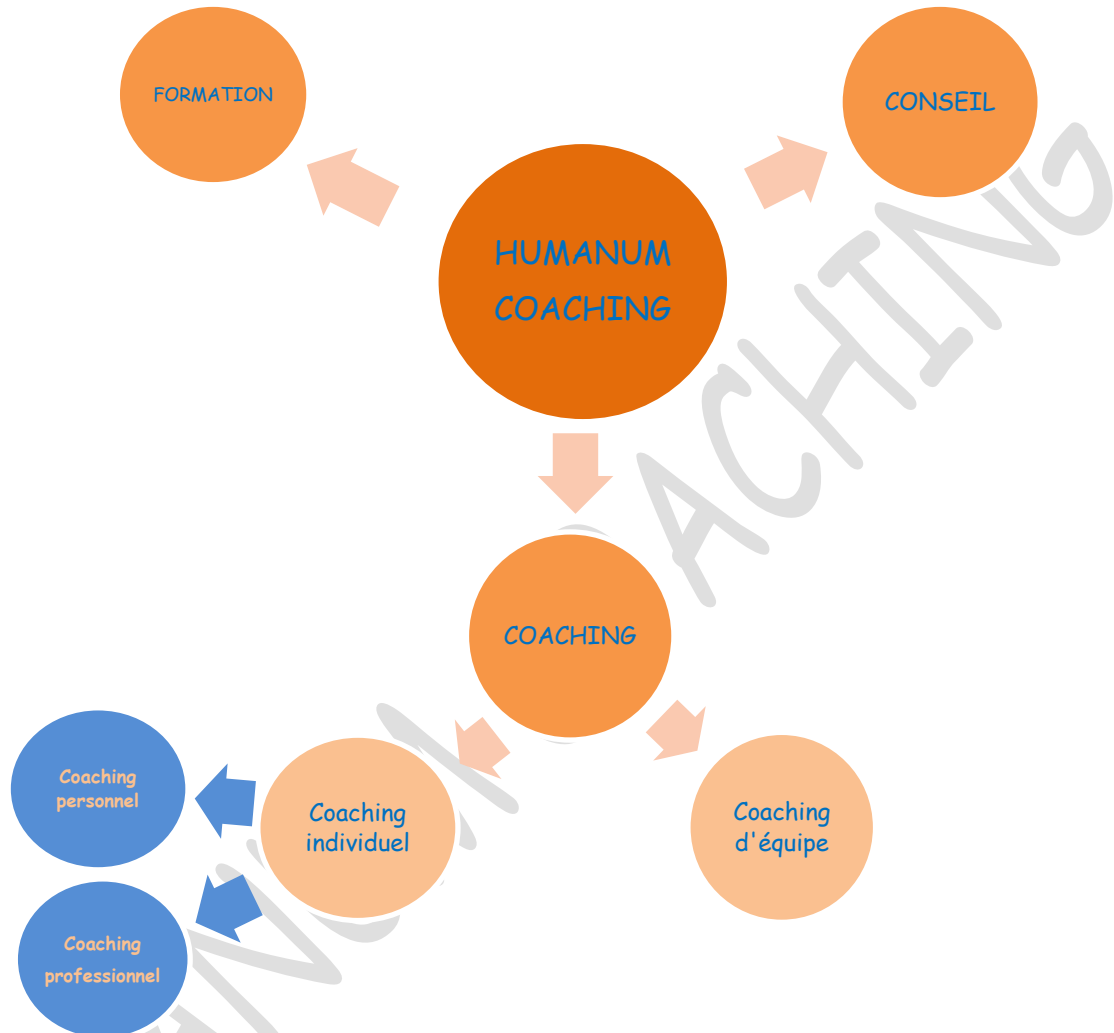 FORMATION
CONSEIL
HUMANUM
COACHING
COACHING
Coaching
personnel
Coaching
individuel
Coaching
d'équipe
Coaching
professionnel